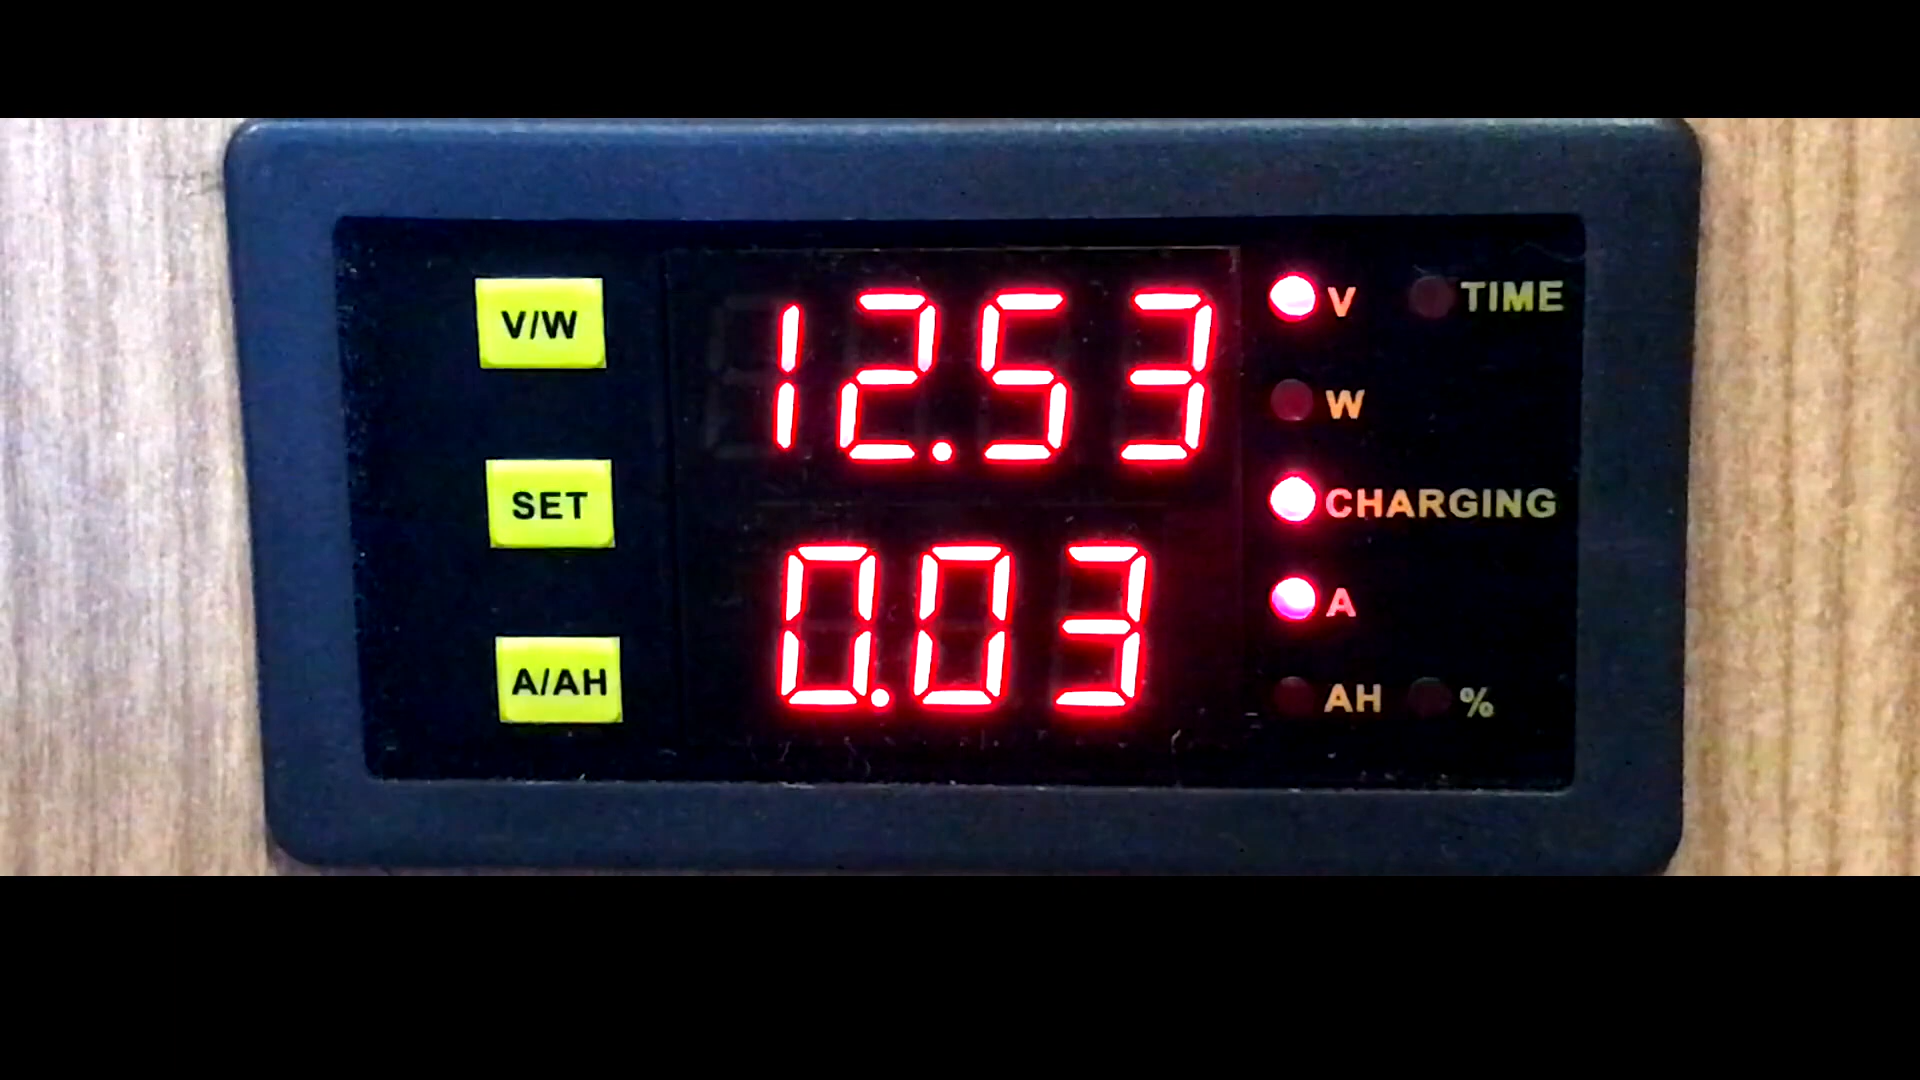 V/W 12.53 V TIME
W
SET CHARGING
0.03 A
A/AH AH %